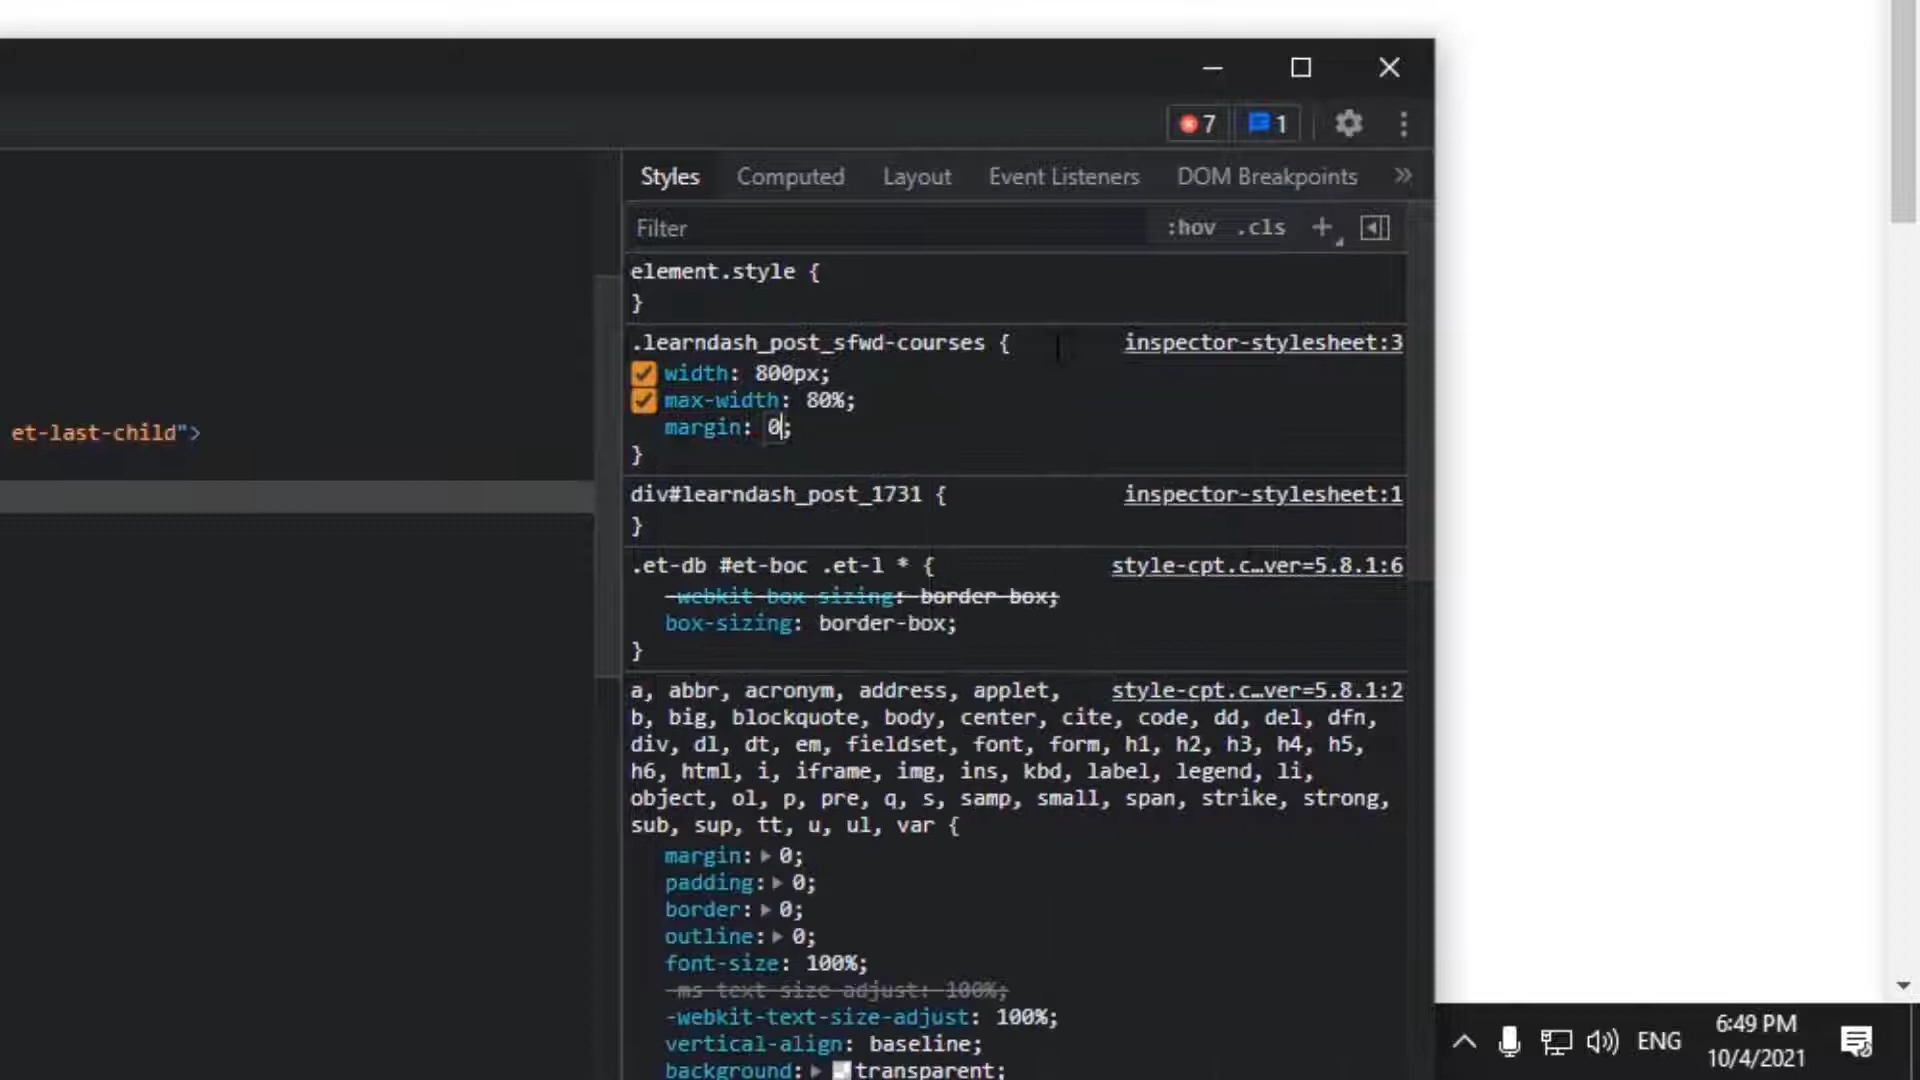 7 1
Styles Computed Layout Event Listeners DOM Breakpoints »
Filter :hov .cls +
element.style {
}
.learndash_post_sfwd-courses { inspector-stylesheet:3
width: 800px;
max-width: 80%;
margin: 0;
}
et-last-child">
div#learndash_post_1731 { inspector-stylesheet:1
}
.et-db #et-boc .et-l * { style-cpt.c…ver=5.8.1:6
-webkit-box-sizing: border-box;
box-sizing: border-box;
}
a, abbr, acronym, address, applet, style-cpt.c…ver=5.8.1:2
b, big, blockquote, body, center, cite, code, dd, del, dfn,
div, dl, dt, em, fieldset, font, form, h1, h2, h3, h4, h5,
h6, html, i, iframe, img, ins, kbd, label, legend, li,
object, ol, p, pre, q, s, samp, small, span, strike, strong,
sub, sup, tt, u, ul, var {
margin: 0;
padding: 0;
border: 0;
outline: 0;
font-size: 100%;
-ms-text-size-adjust: 100%;
-webkit-text-size-adjust: 100%;
vertical-align: baseline;
background: transparent;
ENG
6:49 PM
10/4/2021